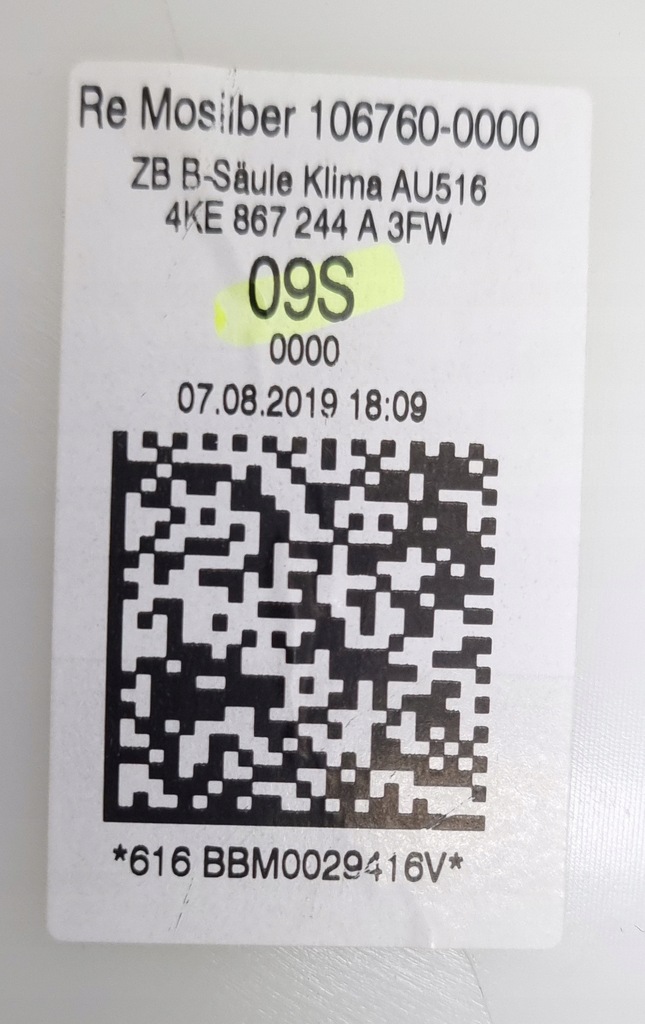 Re Mosilber 106760-0000
ZB B-Säule Klima AU516
4KE 867 244 A 3FW
09S
0000
07.08.2019 18:09
*616 BBM0029416V*